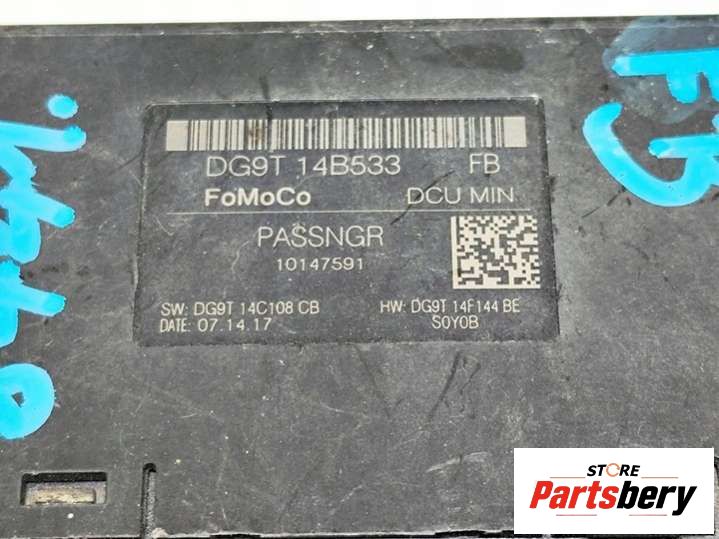 DG9T 14B533 FB
FoMoCo DCU MIN
PASSNGR
10147591
SW: DG9T 14C108 CB HW: DG9T 14F144 BE
DATE: 07.14.17 S0Y0B
FB
STORE
Partsbery